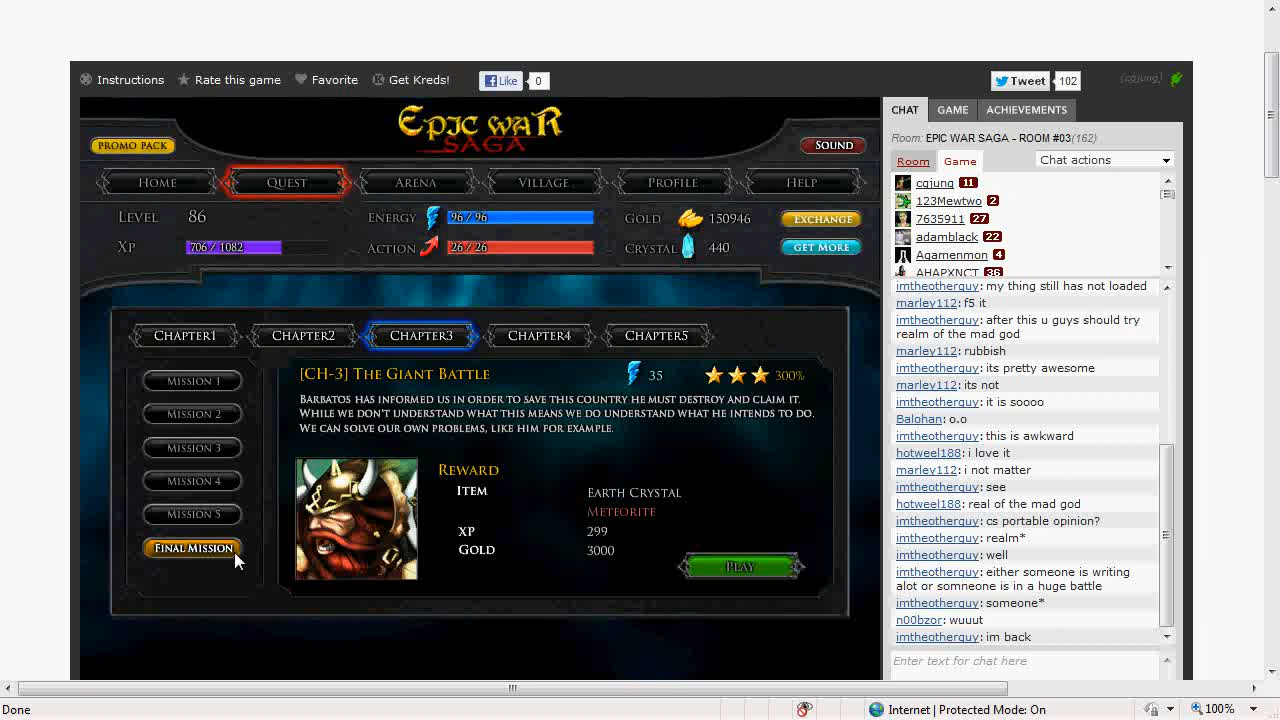 Instructions Rate this game Favorite Get Kreds! Like 0 Tweet 102 (cgjung)
EPIC WAR
SAGA
PROMO PACK
SOUND
HOME QUEST ARENA VILLAGE PROFILE HELP
LEVEL 86 ENERGY 96 / 96 GOLD 150946 EXCHANGE
XP 706 / 1082 ACTION 26 / 26 CRYSTAL 440 GET MORE
CHAPTER1 CHAPTER2 CHAPTER3 CHAPTER4 CHAPTER5
MISSION 1
MISSION 2
MISSION 3
MISSION 4
MISSION 5
FINAL MISSION
[CH-3] THE GIANT BATTLE 35 300%
BARBATOS HAS INFORMED US IN ORDER TO SAVE THIS COUNTRY HE MUST DESTROY AND CLAIM IT.
WHILE WE DON'T UNDERSTAND WHAT THIS MEANS WE DO UNDERSTAND WHAT HE INTENDS TO DO.
WE CAN SOLVE OUR OWN PROBLEMS, LIKE HIM FOR EXAMPLE.
REWARD
ITEM EARTH CRYSTAL
METEORITE
XP 299
GOLD 3000
PLAY
CHAT GAME ACHIEVEMENTS
Room: EPIC WAR SAGA - ROOM #03(162)
Room Game Chat actions
cgjung 11
123Mewtwo 2
7635911 27
adamblack 22
Agamenmon 4
AHAPXNCT 36
imtheotherguy: my thing still has not loaded
marley112: f5 it
imtheotherguy: after this u guys should try
realm of the mad god
marley112: rubbish
imtheotherguy: its pretty awesome
marley112: its not
imtheotherguy: it is soooo
Balohan: o.o
imtheotherguy: this is awkward
hotweel188: i love it
marley112: i not matter
imtheotherguy: see
hotweel188: real of the mad god
imtheotherguy: cs portable opinion?
imtheotherguy: realm*
imtheotherguy: well
imtheotherguy: either someone is writing
alot or somneone is in a huge battle
imtheotherguy: someone*
n00bzor: wuuut
imtheotherguy: im back
Enter text for chat here
Done Internet | Protected Mode: On 100%